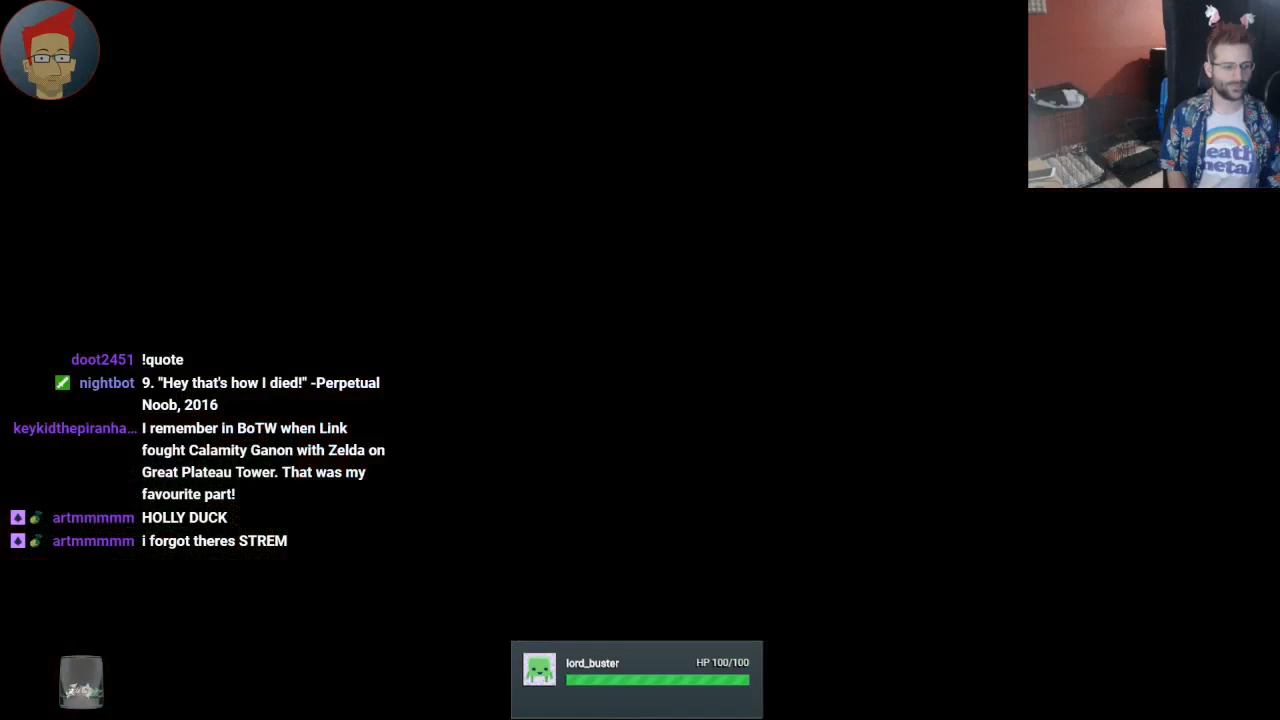 death
metal
doot2451 !quote
nightbot 9. "Hey that's how I died!" -Perpetual
Noob, 2016
keykidthepiranha… I remember in BoTW when Link
fought Calamity Ganon with Zelda on
Great Plateau Tower. That was my
favourite part!
artmmmmm HOLLY DUCK
artmmmmm i forgot theres STREM
lord_buster HP 100/100